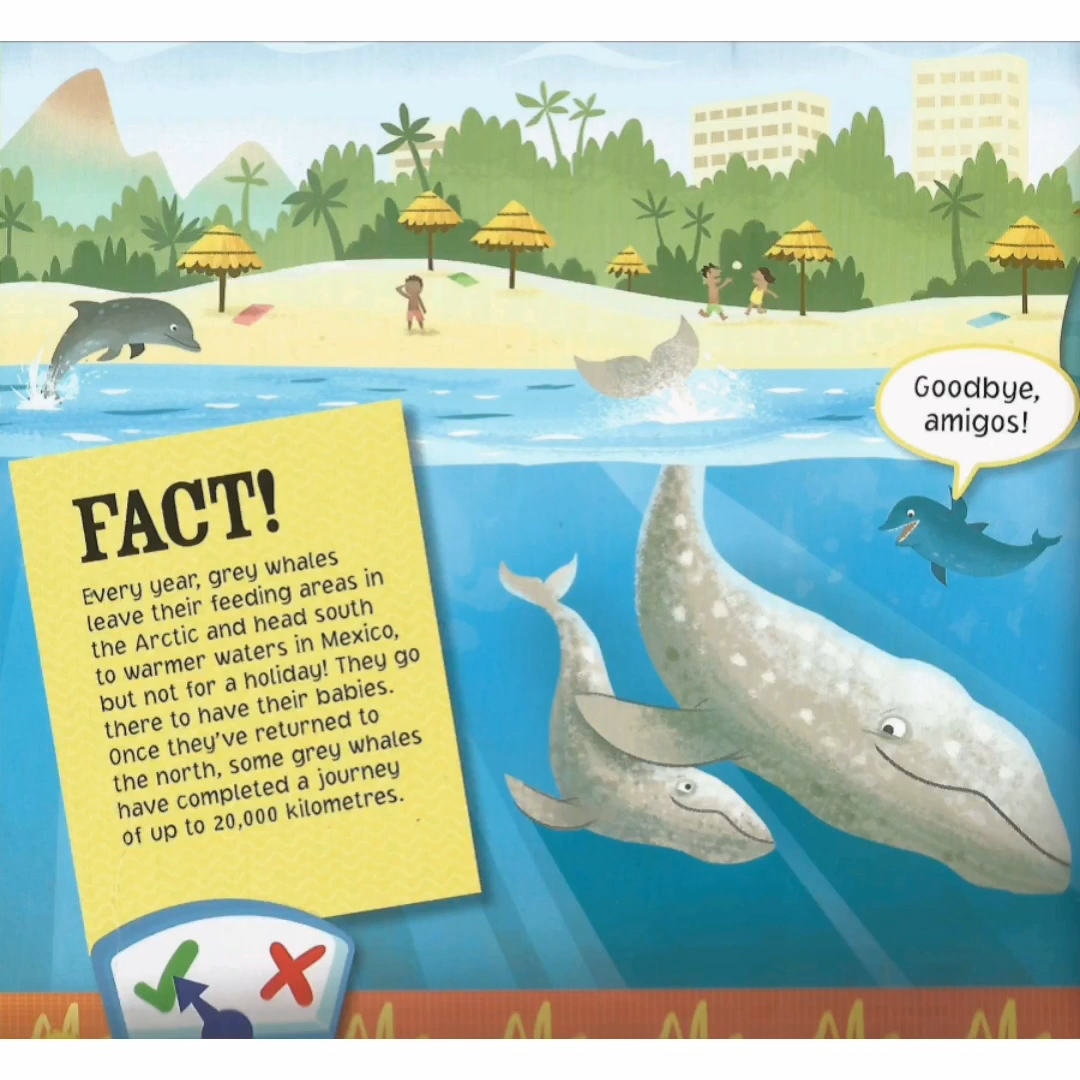 Goodbye,
amigos!
FACT!
Every year, grey whales
leave their feeding areas in
the Arctic and head south
to warmer waters in Mexico,
but not for a holiday! They go
there to have their babies.
Once they've returned to
the north, some grey whales
have completed a journey
of up to 20,000 kilometres.